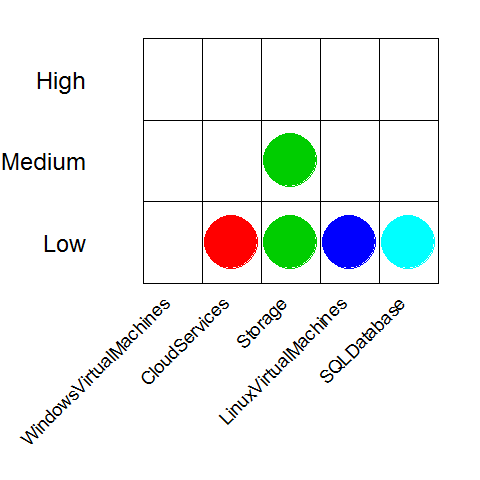 High
Medium
Low
WindowsVirtualMachines
CloudServices
Storage
LinuxVirtualMachines
SQLDatabase